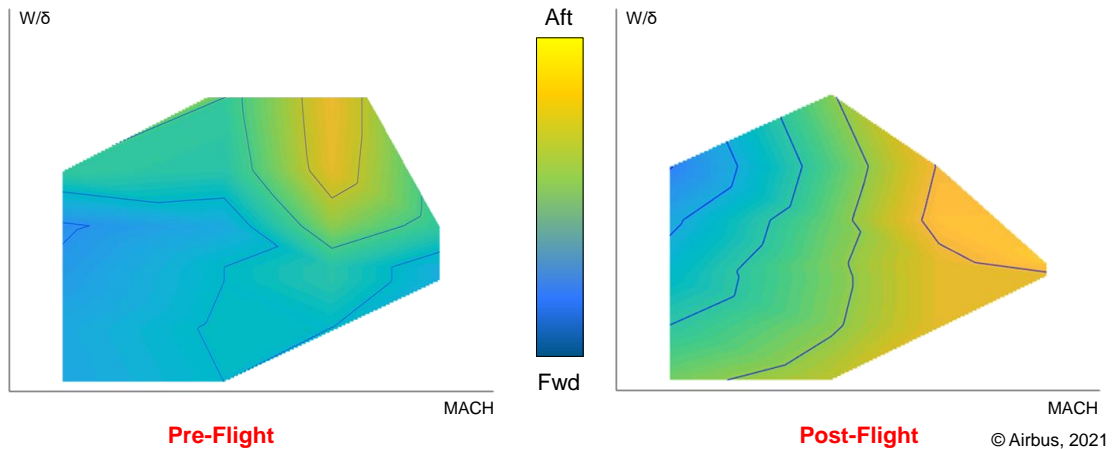 W/δ
Aft
W/δ
Fwd
MACH
MACH
Pre-Flight
Post-Flight
© Airbus, 2021